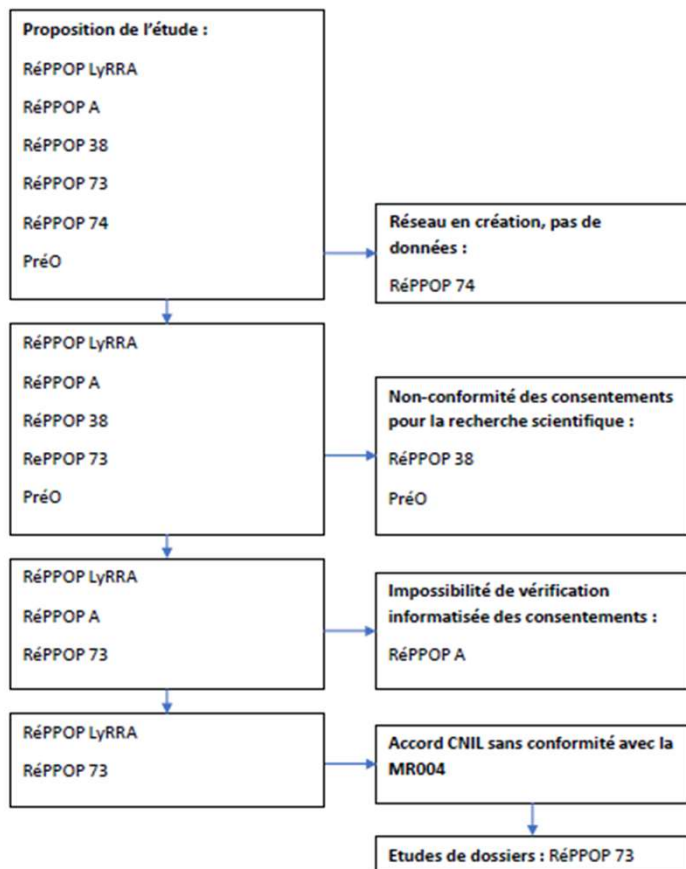 Proposition de l'étude :
RéPPOP LyRRA
RéPPOP A
RéPPOP 38
RéPPOP 73
RéPPOP 74
PréO
Réseau en création, pas de
données :
RéPPOP 74
RéPPOP LyRRA
RéPPOP A
RéPPOP 38
RePPOP 73
PréO
Non-conformité des consentements
pour la recherche scientifique :
RéPPOP 38
PréO
RéPPOP LyRRA
RéPPOP A
RéPPOP 73
Impossibilité de vérification
informatisée des consentements :
RéPPOP A
RéPPOP LyRRA
RéPPOP 73
Accord CNIL sans conformité avec la
MR004
Etudes de dossiers : RéPPOP 73